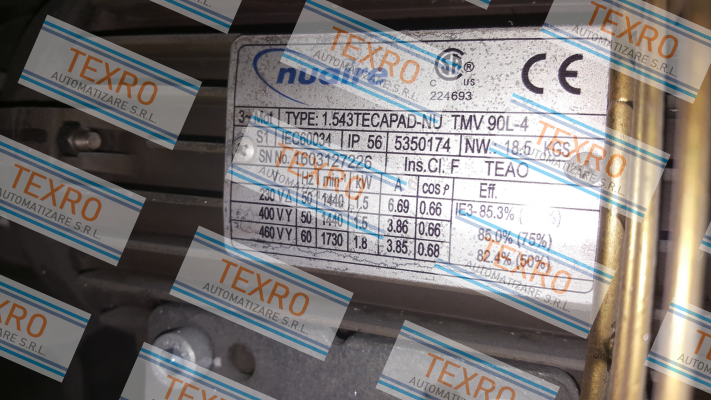 nuaire
C US
224693
CE
3~Mot TYPE: 1.543TECAPAD-NU TMV 90L-4
S1 IEC60034 IP 56 5350174 NW.: 18.5 KGS
SN No. 1603127226 Ins.Cl. F TEAO
Hz min kW A cos ρ Eff.
230 VΔ 50 1440 1.5 6.69 0.66 IE3- 85.3%
400 VY 50 1440 1.5 3.86 0.66 85.0% (75%)
460 VY 60 1730 1.8 3.85 0.68 82.4% (50%)
TEXRO
AUTOMATIZARE S.R.L.